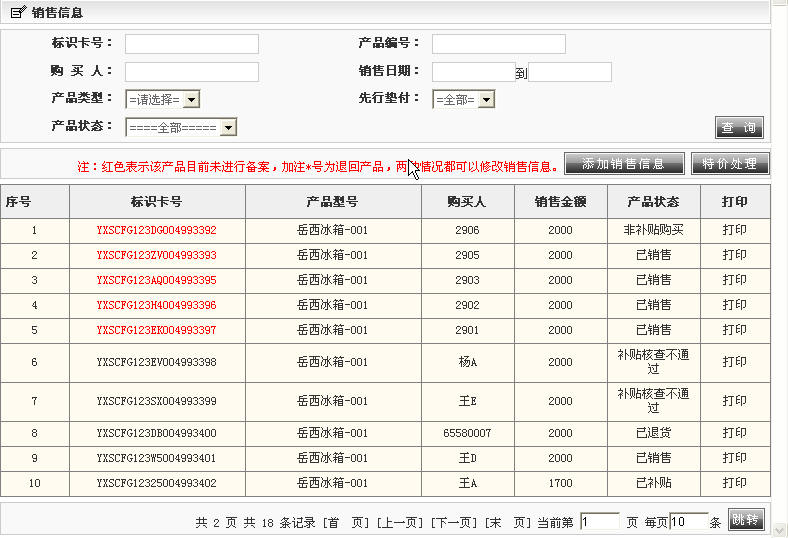 销售信息
标识卡号： 产品编号：
购 买 人： 销售日期： 到
产品类型： =请选择= 先行垫付： =全部=
产品状态： ====全部=====
查 询
注：红色表示该产品目前未进行备案，加注*号为退回产品，两 情况都可以修改销售信息。 添加销售信息 特价处理
序号 标识卡号 产品型号 购买人 销售金额 产品状态 打印
1 YXSCFG123DG004993392 岳西冰箱-001 2906 2000 非补贴购买 打印
2 YXSCFG123ZV004993393 岳西冰箱-001 2905 2000 已销售 打印
3 YXSCFG123AQ004993395 岳西冰箱-001 2903 2000 已销售 打印
4 YXSCFG123H4004993396 岳西冰箱-001 2902 2000 已销售 打印
5 YXSCFG123EK004993397 岳西冰箱-001 2901 2000 已销售 打印
6 YXSCFG123EV004993398 岳西冰箱-001 杨A 2000 补贴核查不通
过 打印
7 YXSCFG123SX004993399 岳西冰箱-001 王E 2000 补贴核查不通
过 打印
8 YXSCFG123DB004993400 岳西冰箱-001 65580007 2000 已退货 打印
9 YXSCFG123W5004993401 岳西冰箱-001 王D 2000 已销售 打印
10 YXSCFG12325004993402 岳西冰箱-001 王A 1700 已补贴 打印
共 2 页 共 18 条记录 [首 页] [上一页] [下一页] [末 页] 当前第 1 页 每页 10 条 跳转